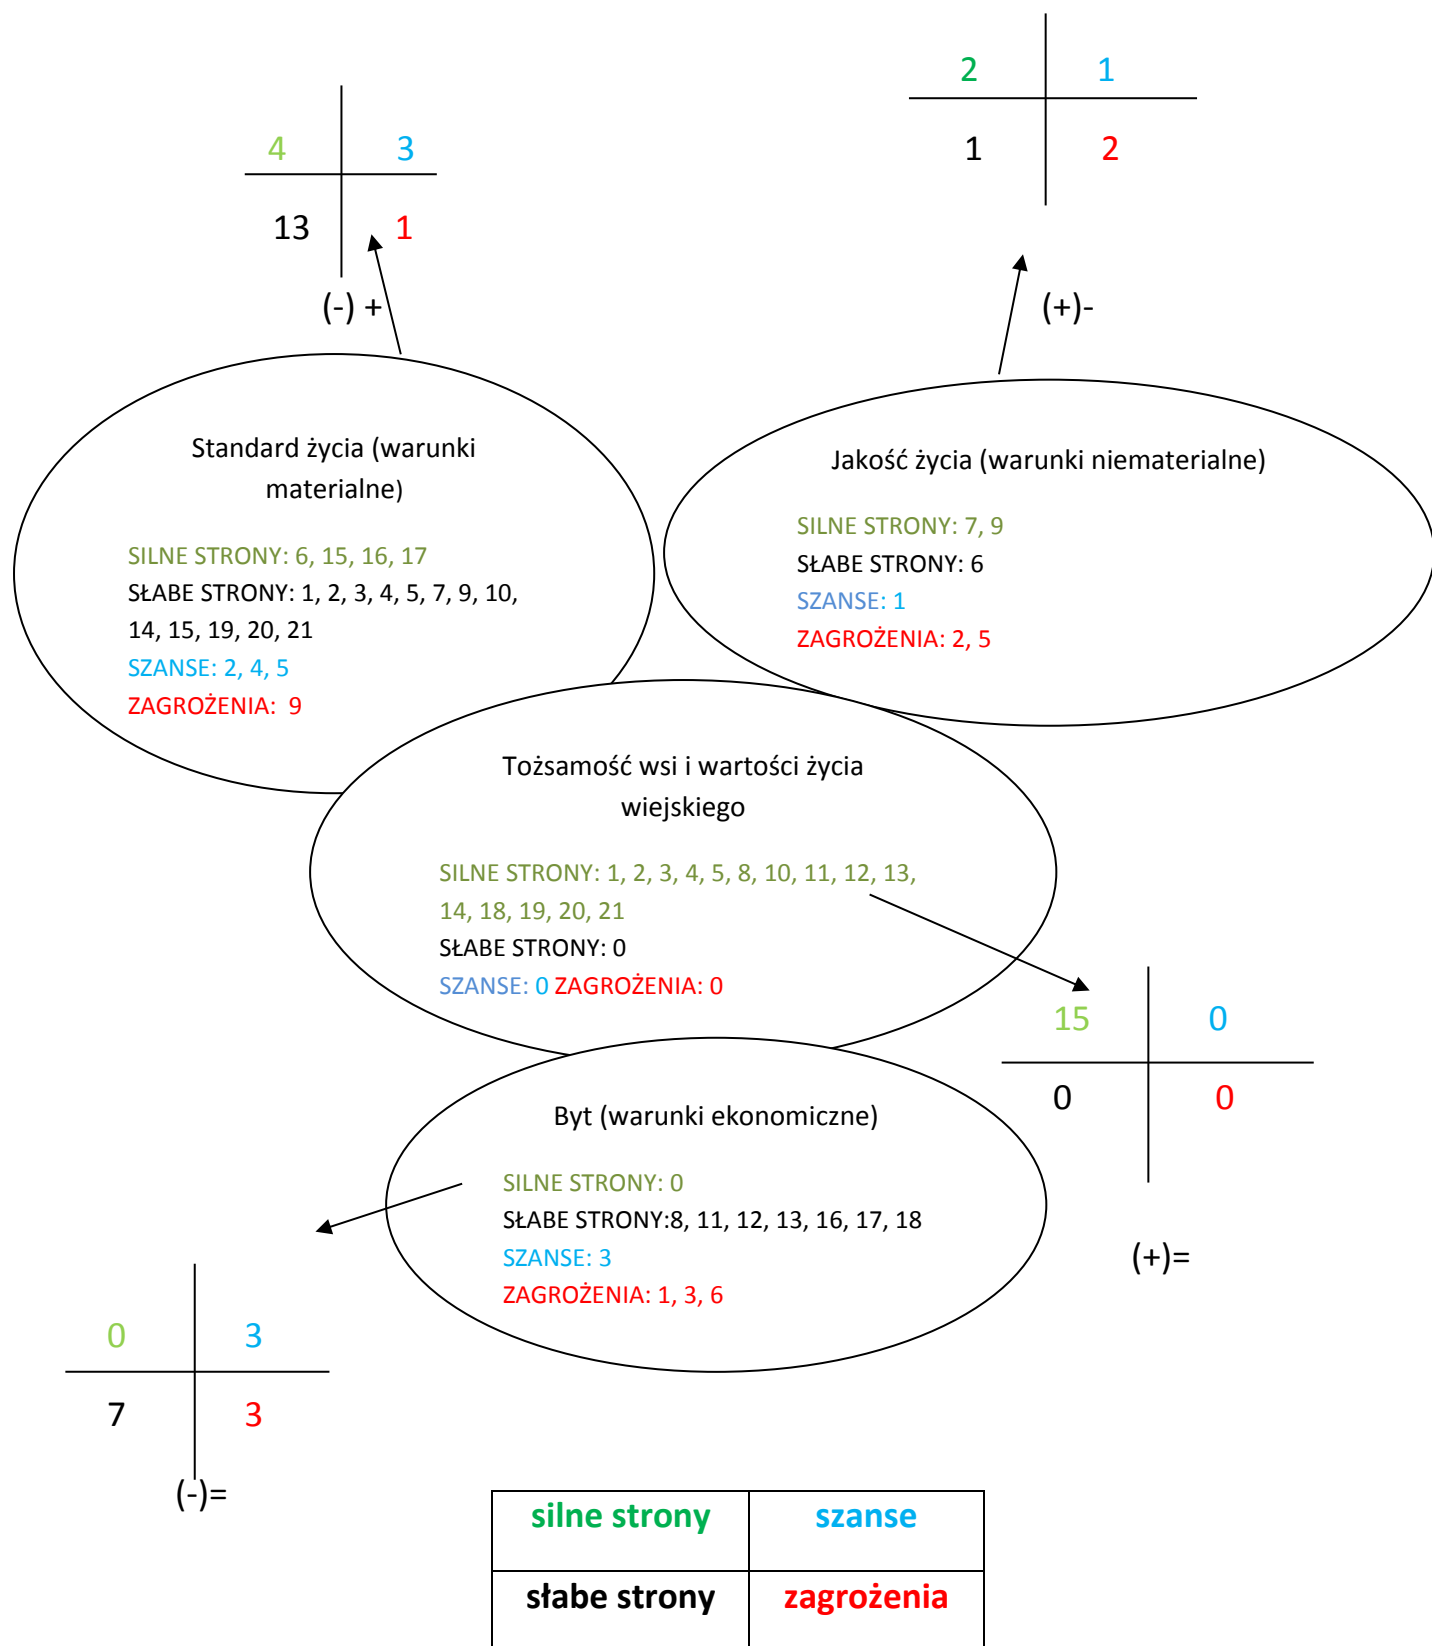 2 1
1 2
(+)-
4 3
13 1
(-) +
Standard życia (warunki
materialne)
SILNE STRONY: 6, 15, 16, 17
SŁABE STRONY: 1, 2, 3, 4, 5, 7, 9, 10,
14, 15, 19, 20, 21
SZANSE: 2, 4, 5
ZAGROŻENIA: 9
Jakość życia (warunki niematerialne)
SILNE STRONY: 7, 9
SŁABE STRONY: 6
SZANSE: 1
ZAGROŻENIA: 2, 5
Tożsamość wsi i wartości życia
wiejskiego
SILNE STRONY: 1, 2, 3, 4, 5, 8, 10, 11, 12, 13,
14, 18, 19, 20, 21
SŁABE STRONY: 0
SZANSE: 0 ZAGROŻENIA: 0
15 0
0 0
(+)=
Byt (warunki ekonomiczne)
SILNE STRONY: 0
SŁABE STRONY:8, 11, 12, 13, 16, 17, 18
SZANSE: 3
ZAGROŻENIA: 1, 3, 6
0 3
7 3
(-)=
silne strony szanse
słabe strony zagrożenia